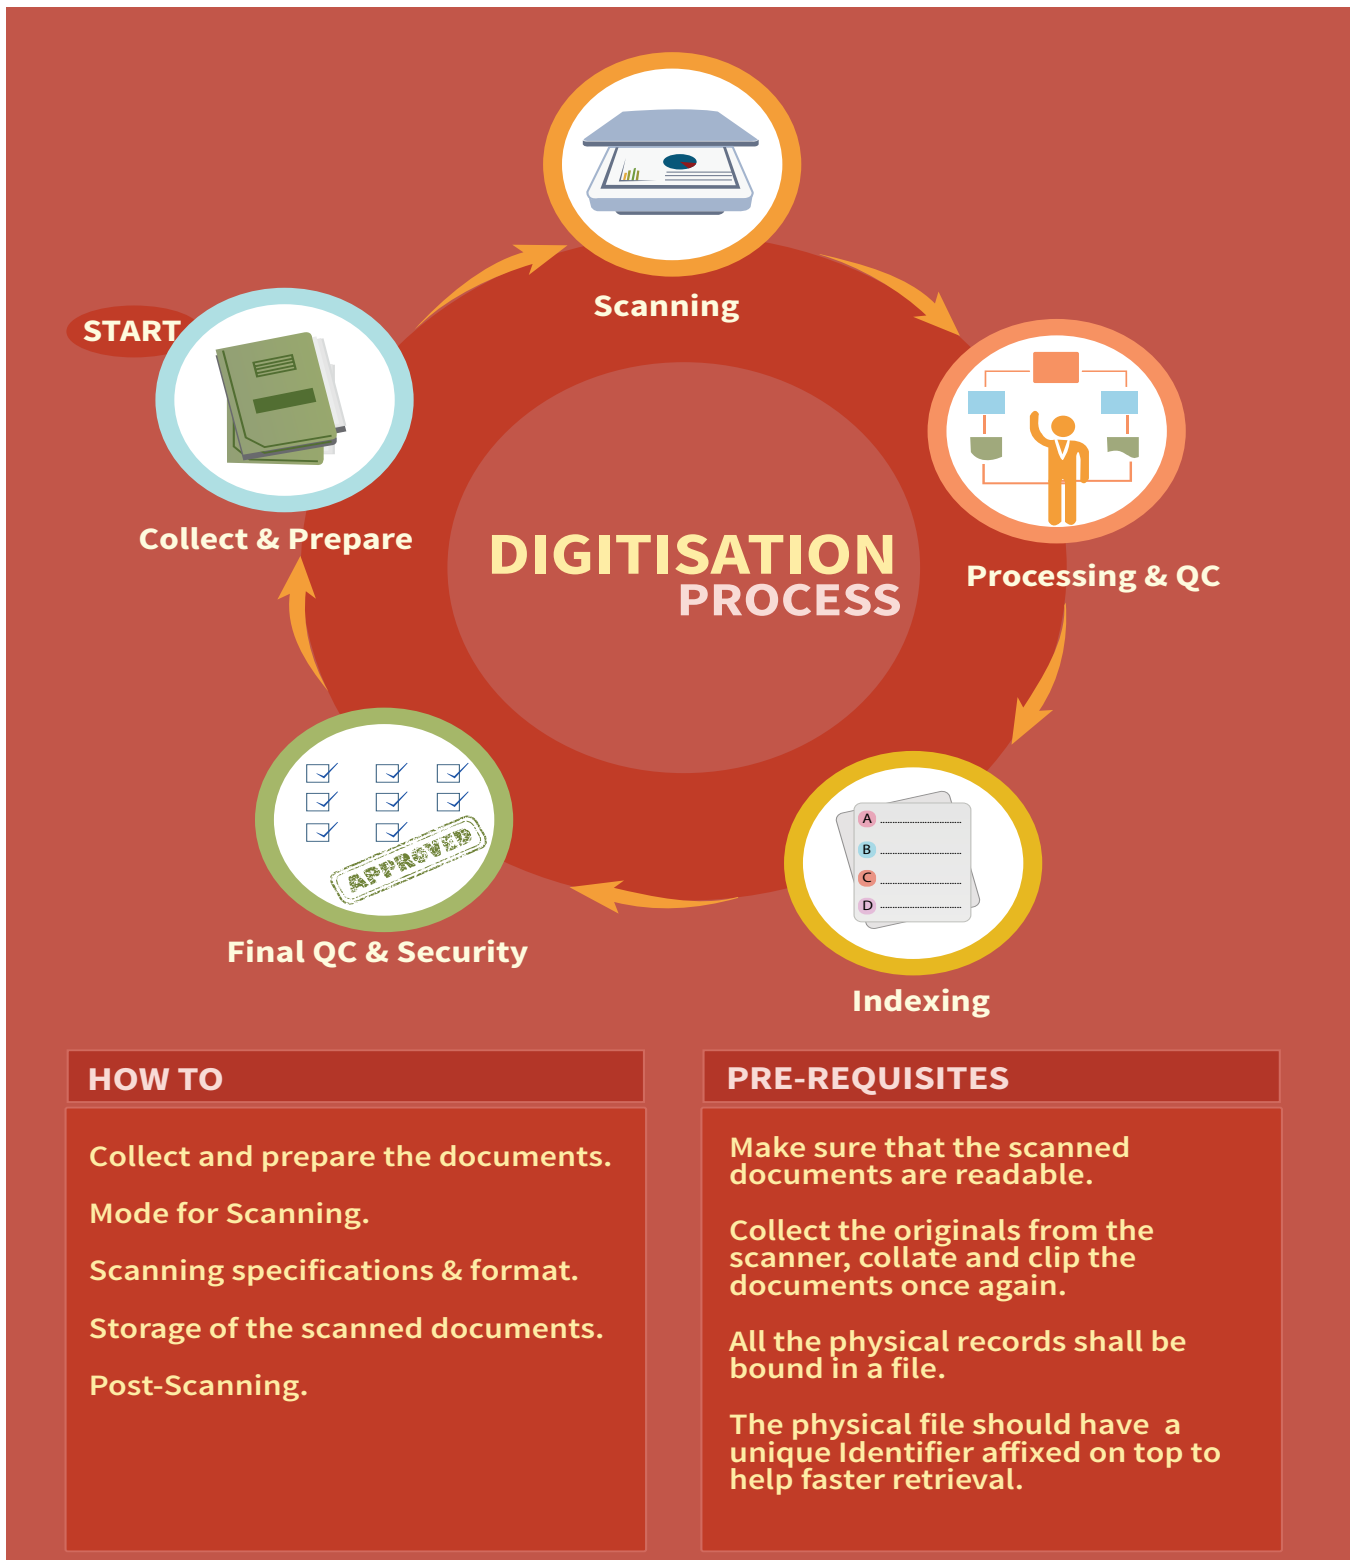 Scanning
START
Collect & Prepare
DIGITISATION
PROCESS
Processing & QC
APPROVED
A
B
C
D
Final QC & Security
Indexing
HOW TO
Collect and prepare the documents.
Mode for Scanning.
Scanning specifications & format.
Storage of the scanned documents.
Post-Scanning.
PRE-REQUISITES
Make sure that the scanned
documents are readable.
Collect the originals from the
scanner, collate and clip the
documents once again.
All the physical records shall be
bound in a file.
The physical file should have a
unique Identifier affixed on top to
help faster retrieval.